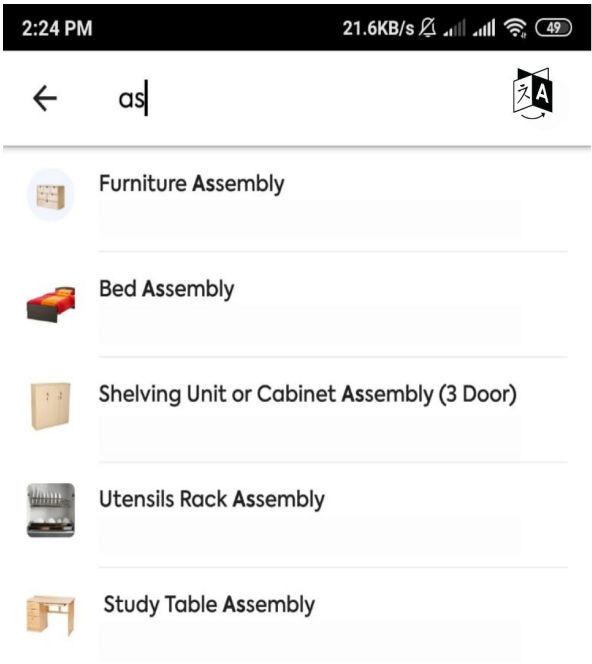 2:24 PM 21.6KB/s 49
as
文 A
Furniture Assembly
Bed Assembly
Shelving Unit or Cabinet Assembly (3 Door)
Utensils Rack Assembly
Study Table Assembly